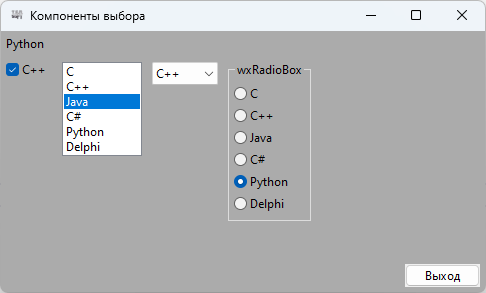 Компоненты выбора
Python
C++
C
C++
Java
C#
Python
Delphi
C++
wxRadioBox
C
C++
Java
C#
Python
Delphi
Выход